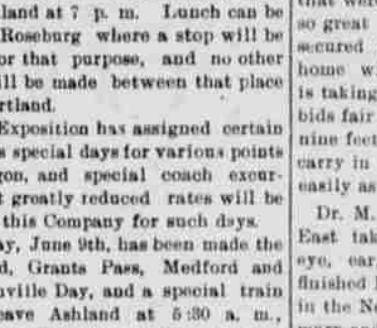 land at 7 p. m. Lunch can be
Roseburg where a stop will be
or that purpose, and no other
ll be made between that place
rtland.
Exposition has assigned certain
s special days for various points
gon, and special coach excur-
t greatly reduced rates will be
this Company for such days.
ay, June 9th, has been made the
d, Grants Pass, Medford and
nville Day, and a special train
eave Ashland at 5:30 a. m.,
so great
secured
home w
is taking
bids fair
nine feet
carry in
easily as
Dr. M.
East tak
eye, ear,
finished
in the Ne